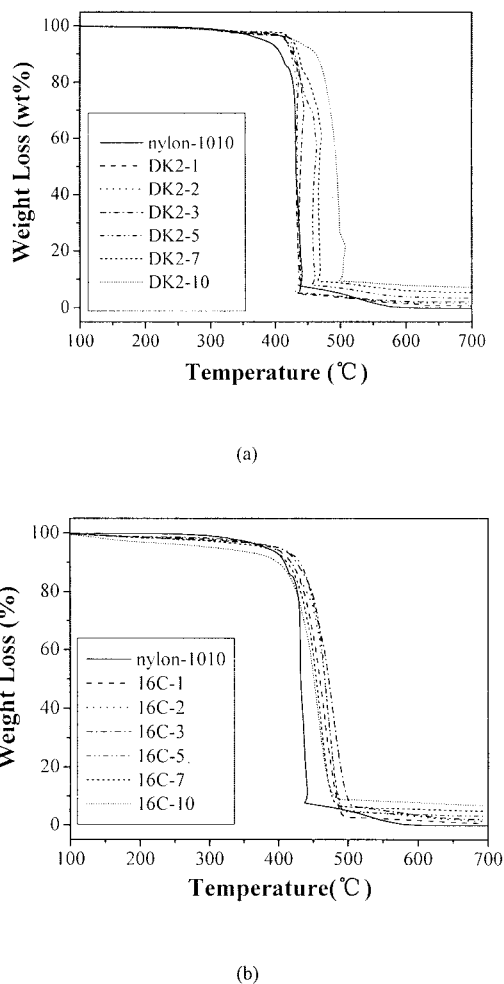 100
80
60
40
20
0
Weight Loss (wt%)
nylon-1010
DK2-1
DK2-2
DK2-3
DK2-5
DK2-7
DK2-10
100 200 300 400 500 600 700
Temperature (℃)
(a)
100
80
60
40
20
0
Weight Loss (%)
nylon-1010
16C-1
16C-2
16C-3
16C-5
16C-7
16C-10
100 200 300 400 500 600 700
Temperature(℃)
(b)